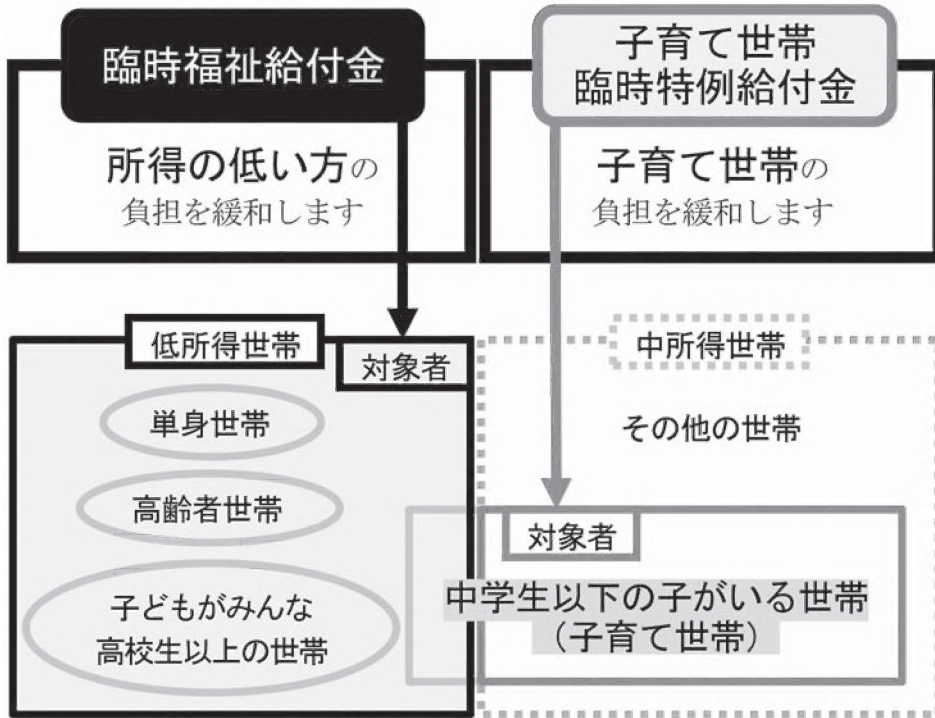 臨時福祉給付金
所得の低い方の
負担を緩和します
子育て世帯
臨時特例給付金
子育て世帯の
負担を緩和します
低所得世帯
対象者
単身世帯
高齢者世帯
子どもがみんな
高校生以上の世帯
中所得世帯
その他の世帯
対象者
中学生以下の子がいる世帯
（子育て世帯）